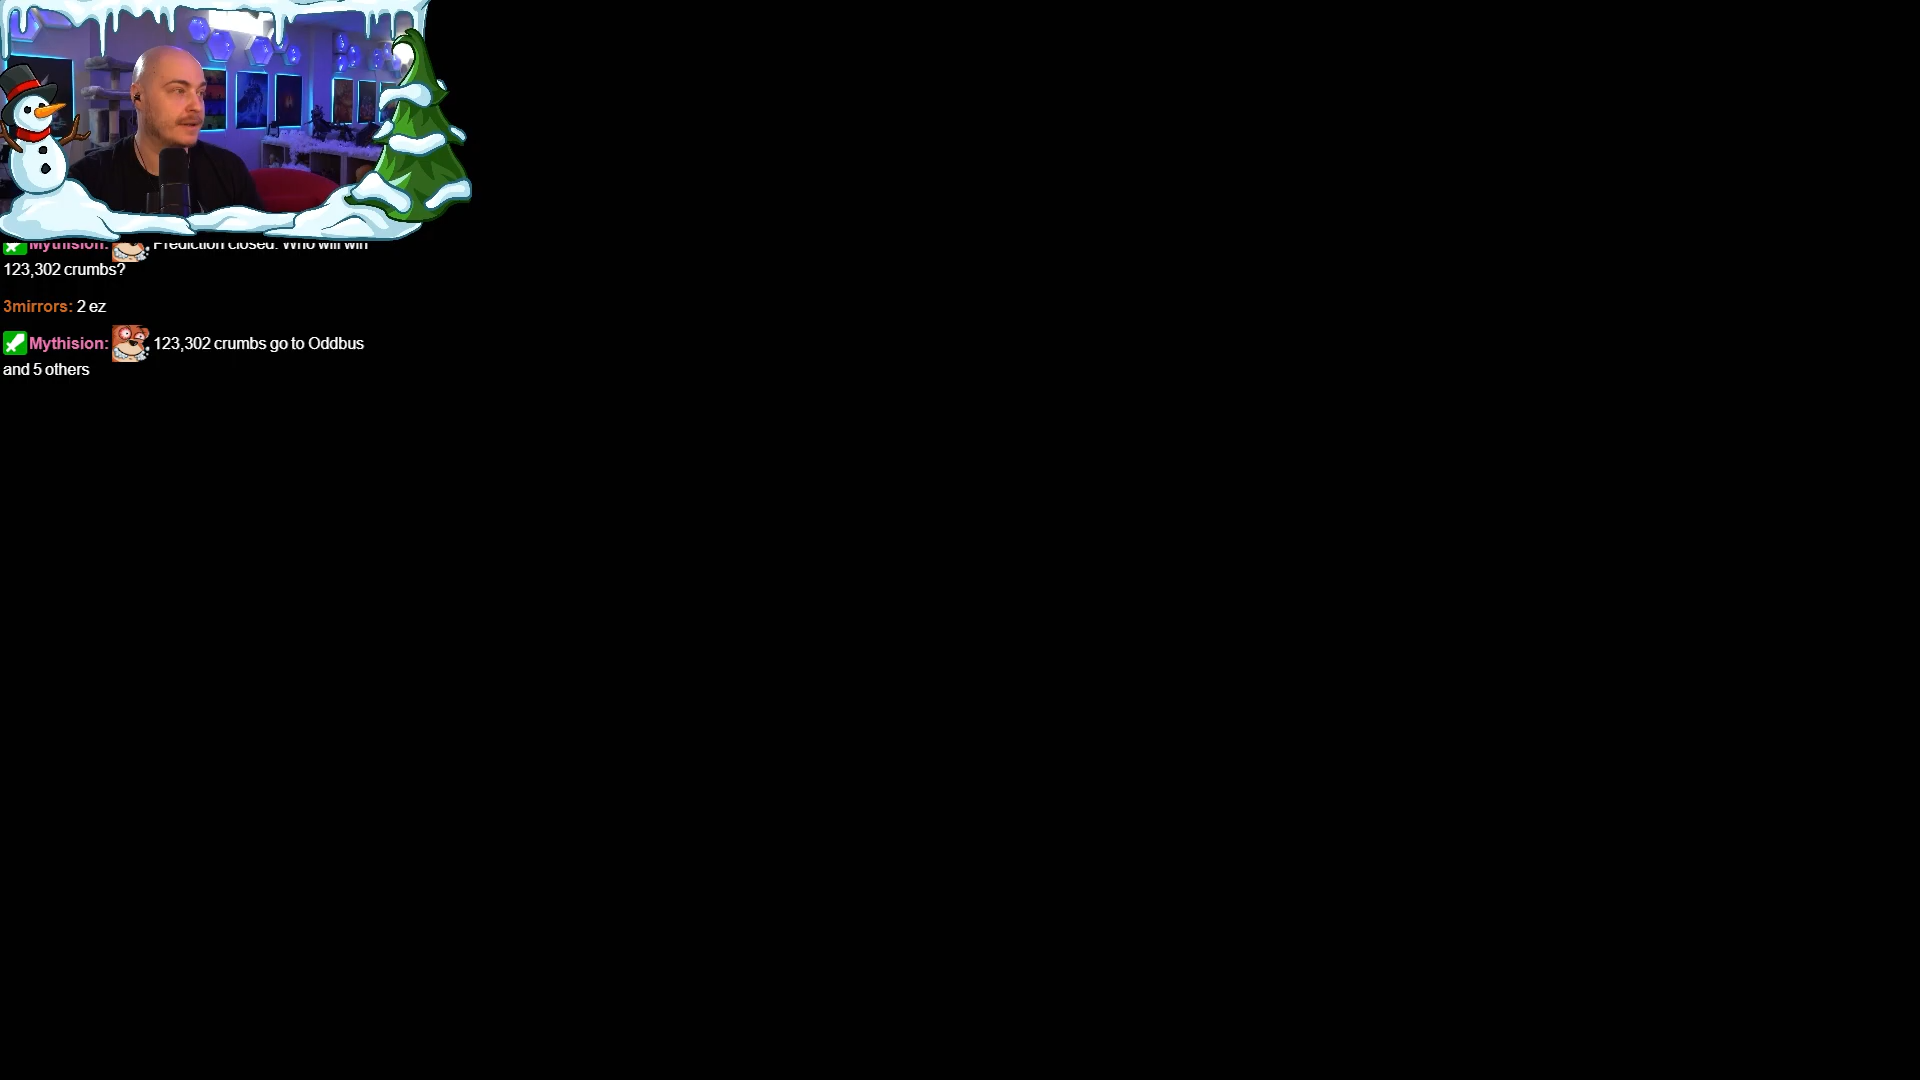 Mythision: Prediction closed. Who will win
123,302 crumbs?
3mirrors: 2 ez
Mythision: 123,302 crumbs go to Oddbus
and 5 others